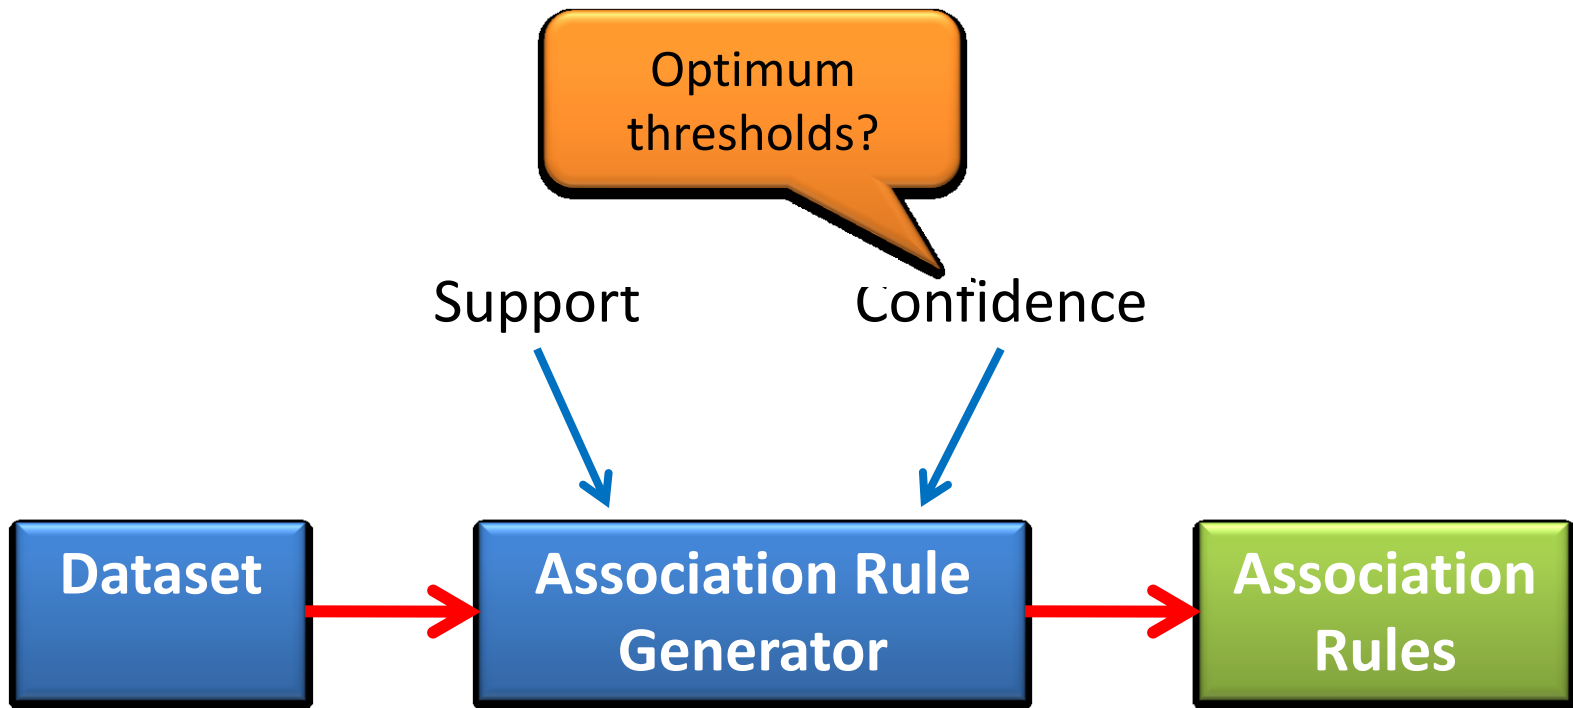 Optimum
thresholds?
Support
Confidence
Dataset
Association Rule
Generator
Association
Rules